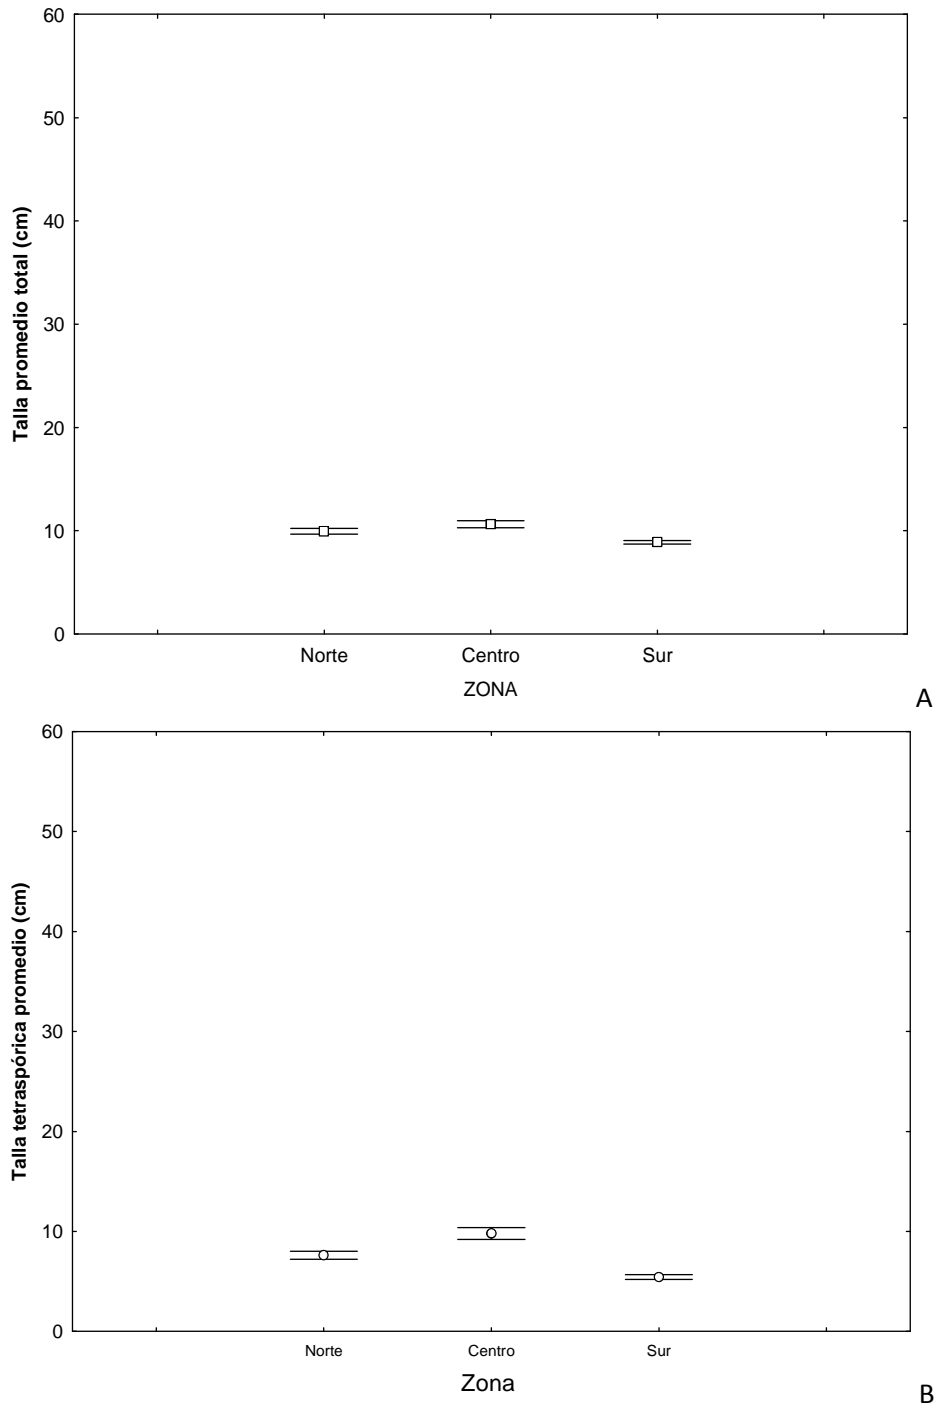 60
50
40
30
20
10
0
Talla promedio total (cm)
Norte Centro Sur
ZONA
A
60
50
40
30
20
10
0
Talla tetraspórica promedio (cm)
Norte Centro Sur
Zona
B